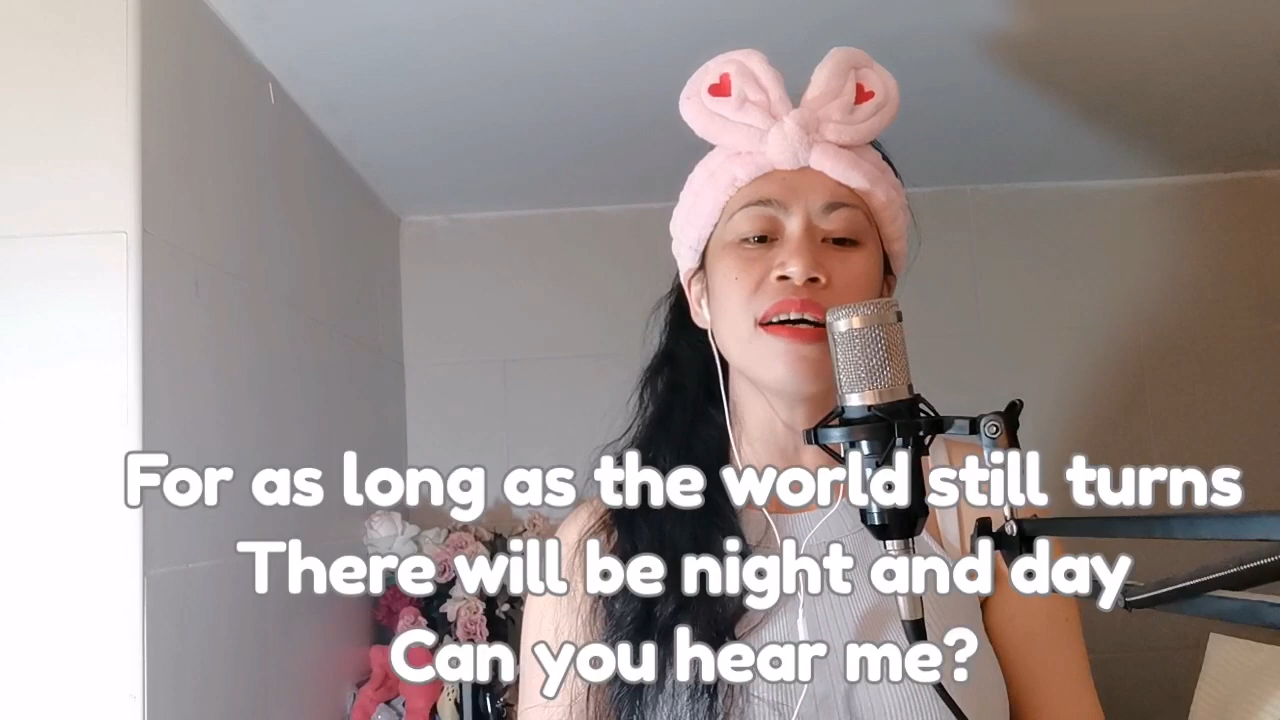 For as long as the world still turns
There will be night and day
Can you hear me?